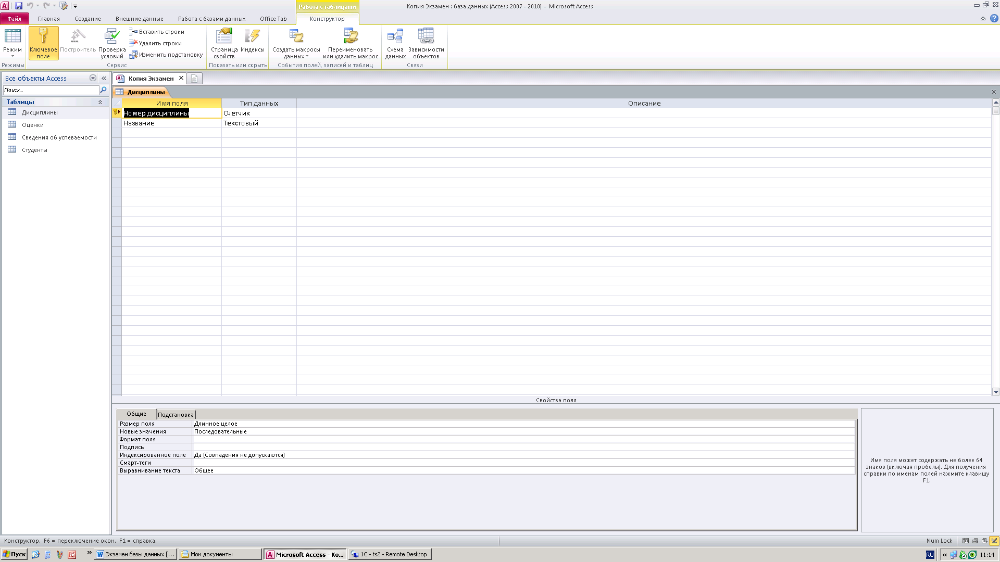 Работа с таблицами
Копия Экзамен : база данных (Access 2007 - 2010) - Microsoft Access
Файл Главная Создание Внешние данные Работа с базами данных Office Tab Конструктор
Режим
Ключевое поле
Построитель
Проверка условий
Вставить строки
Удалить строки
Изменить подстановку
Страница свойств
Индексы
Создать макросы данных
Переименовать или удалить макрос
Схема данных
Зависимости объектов
Режимы Сервис Показать или скрыть События полей, записей и таблиц Связи
Все объекты Access
Поиск...
Таблицы
Дисциплины
Оценки
Сведения об успеваемости
Студенты
Копия Экзамен
Дисциплины
Имя поля Тип данных Описание
Номер дисциплины Счетчик
Название Текстовый
Свойства поля
Общие Подстановка
Размер поля Длинное целое
Новые значения Последовательные
Формат поля
Подпись
Индексированное поле Да (Совпадения не допускаются)
Смарт-теги
Выравнивание текста Общее
Имя поля может содержать не более 64
знаков (включая пробелы). Для получения
справки по именам полей нажмите клавишу
F1.
Конструктор. F6 = переключение окон. F1 = справка.
Num Lock
Пуск
Экзамен базы данных [...
Мои документы
Microsoft Access - Ко...
1C - ts2 - Remote Desktop
RU
11:14